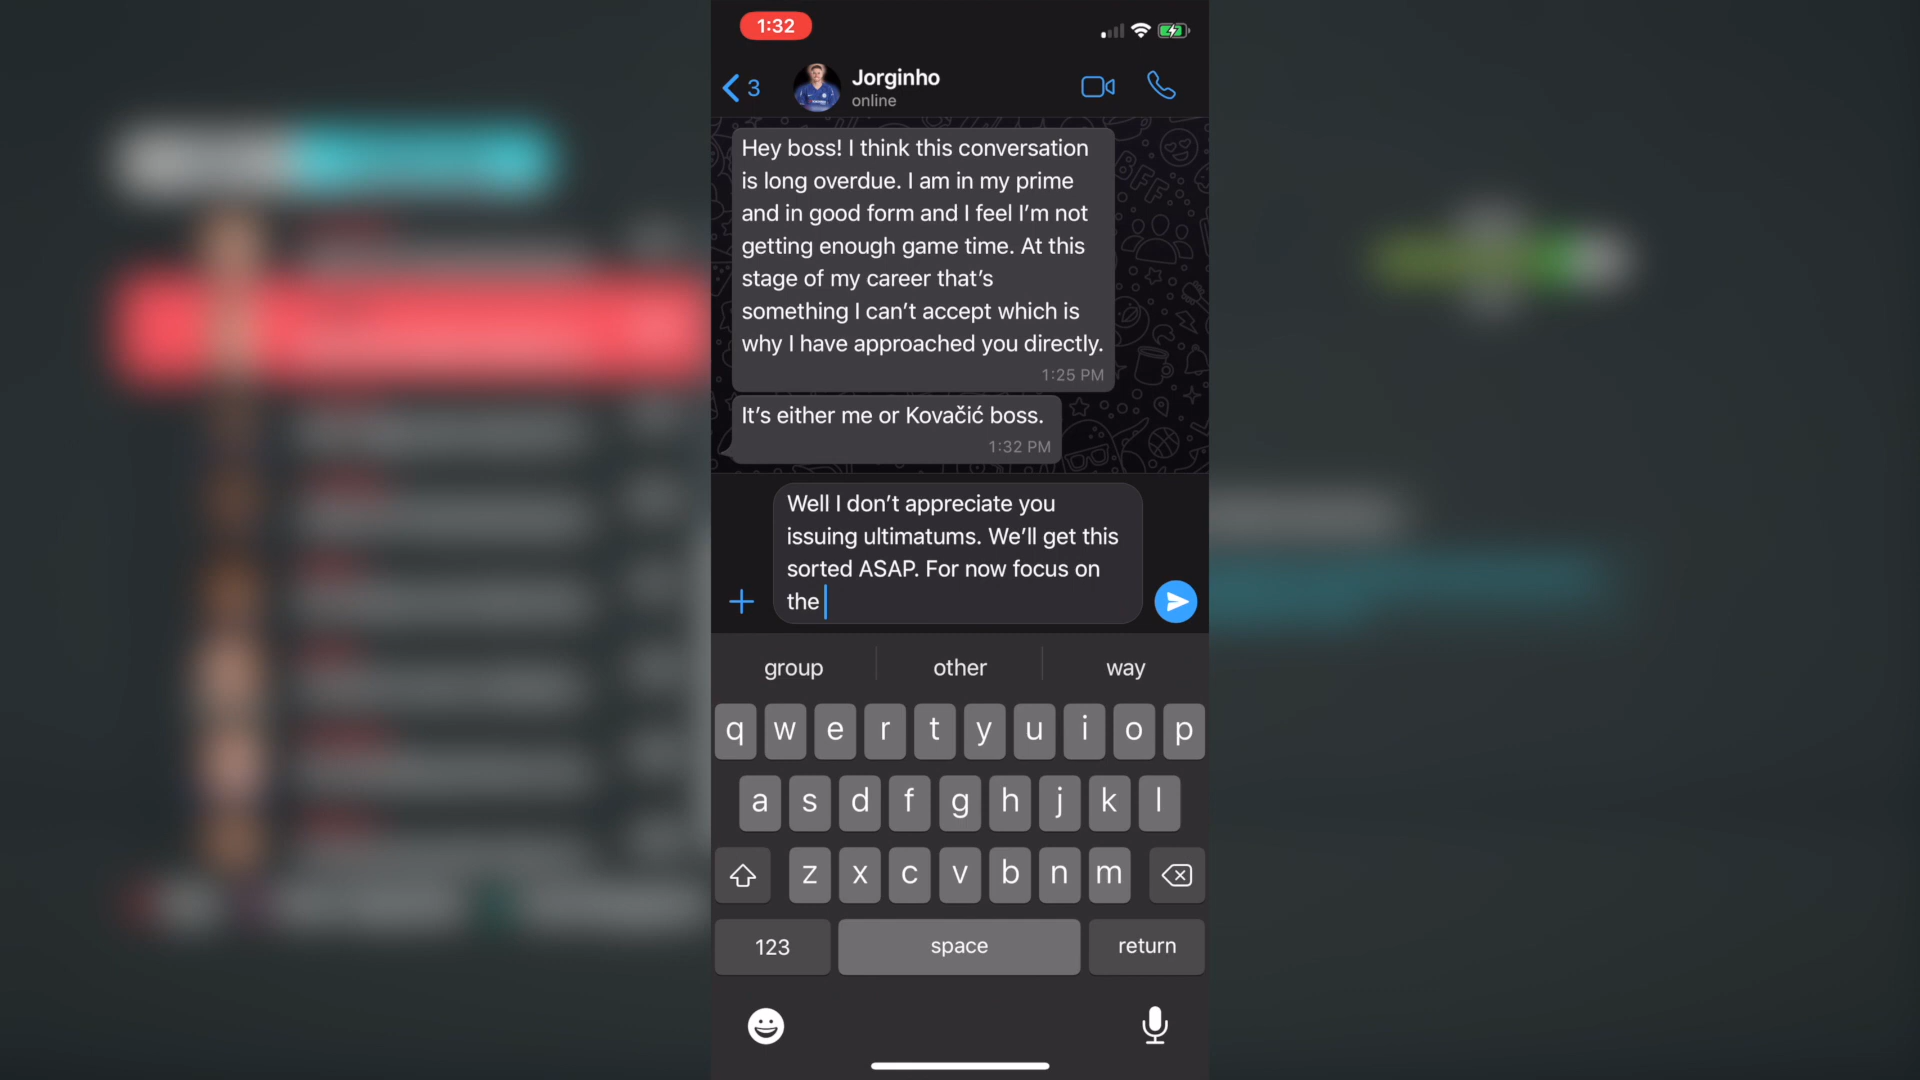 1:32
3
Jorginho
online
Hey boss! I think this conversation
is long overdue. I am in my prime
and in good form and I feel I'm not
getting enough game time. At this
stage of my career that's
something I can't accept which is
why I have approached you directly.
1:25 PM
It's either me or Kovačić boss.
1:32 PM
Well I don't appreciate you
issuing ultimatums. We'll get this
sorted ASAP. For now focus on
the
group other way
q w e r t y u i o p
a s d f g h j k l
z x c v b n m
123 space return